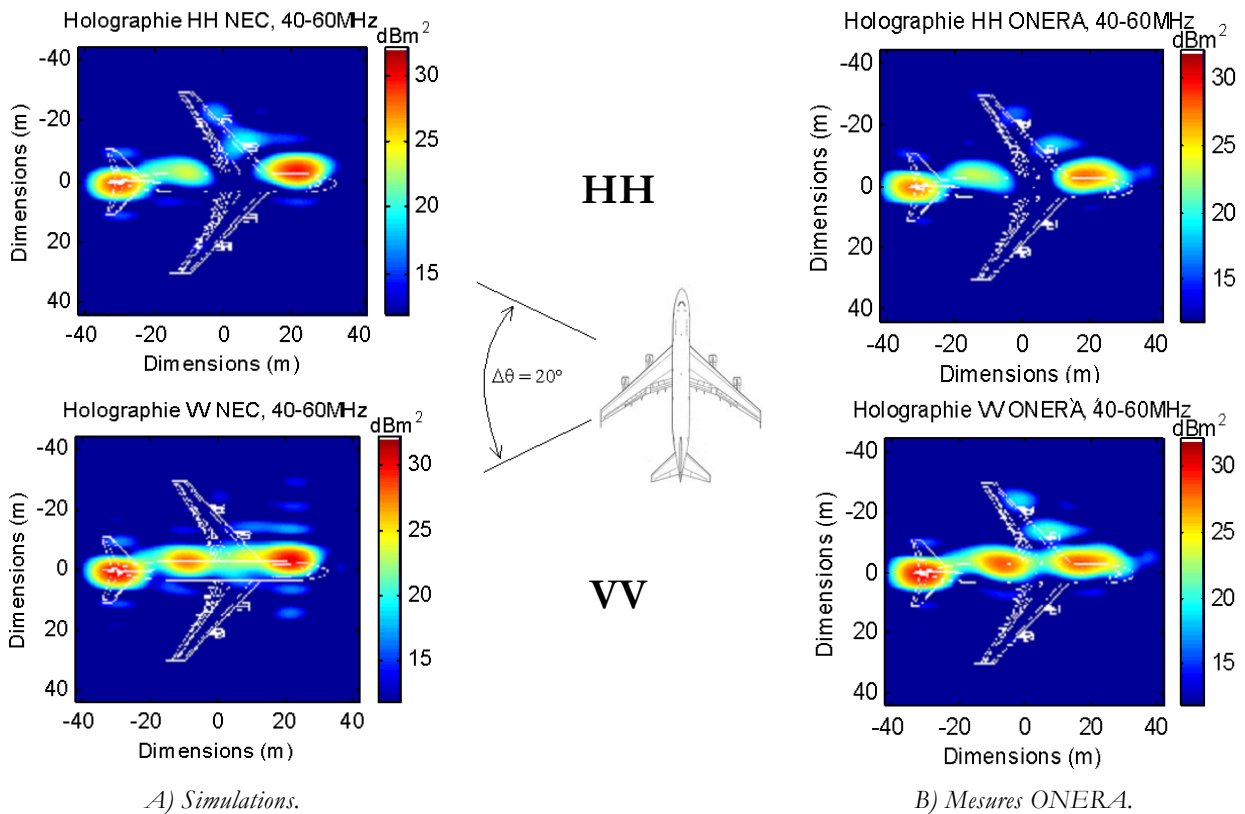 Holographie HH NEC, 40-60MHz
dBm²
-40
-20
0
20
40
Dimensions (m)
-40 -20 0 20 40
Dimensions (m)
30
25
20
15
HH
Holographie HH ONERA, 40-60MHz
dBm²
-40
-20
0
20
40
Dimensions (m)
-40 -20 0 20 40
Dimensions (m)
30
25
20
15
Δθ = 20°
Holographie VV NEC, 40-60MHz
dBm²
-40
-20
0
20
40
Dimensions (m)
-40 -20 0 20 40
Dimensions (m)
30
25
20
15
VV
Holographie VV ONERA, 40-60MHz
dBm²
-40
-20
0
20
40
Dimensions (m)
-40 -20 0 20 40
Dimensions (m)
30
25
20
15
A) Simulations.
B) Mesures ONERA.